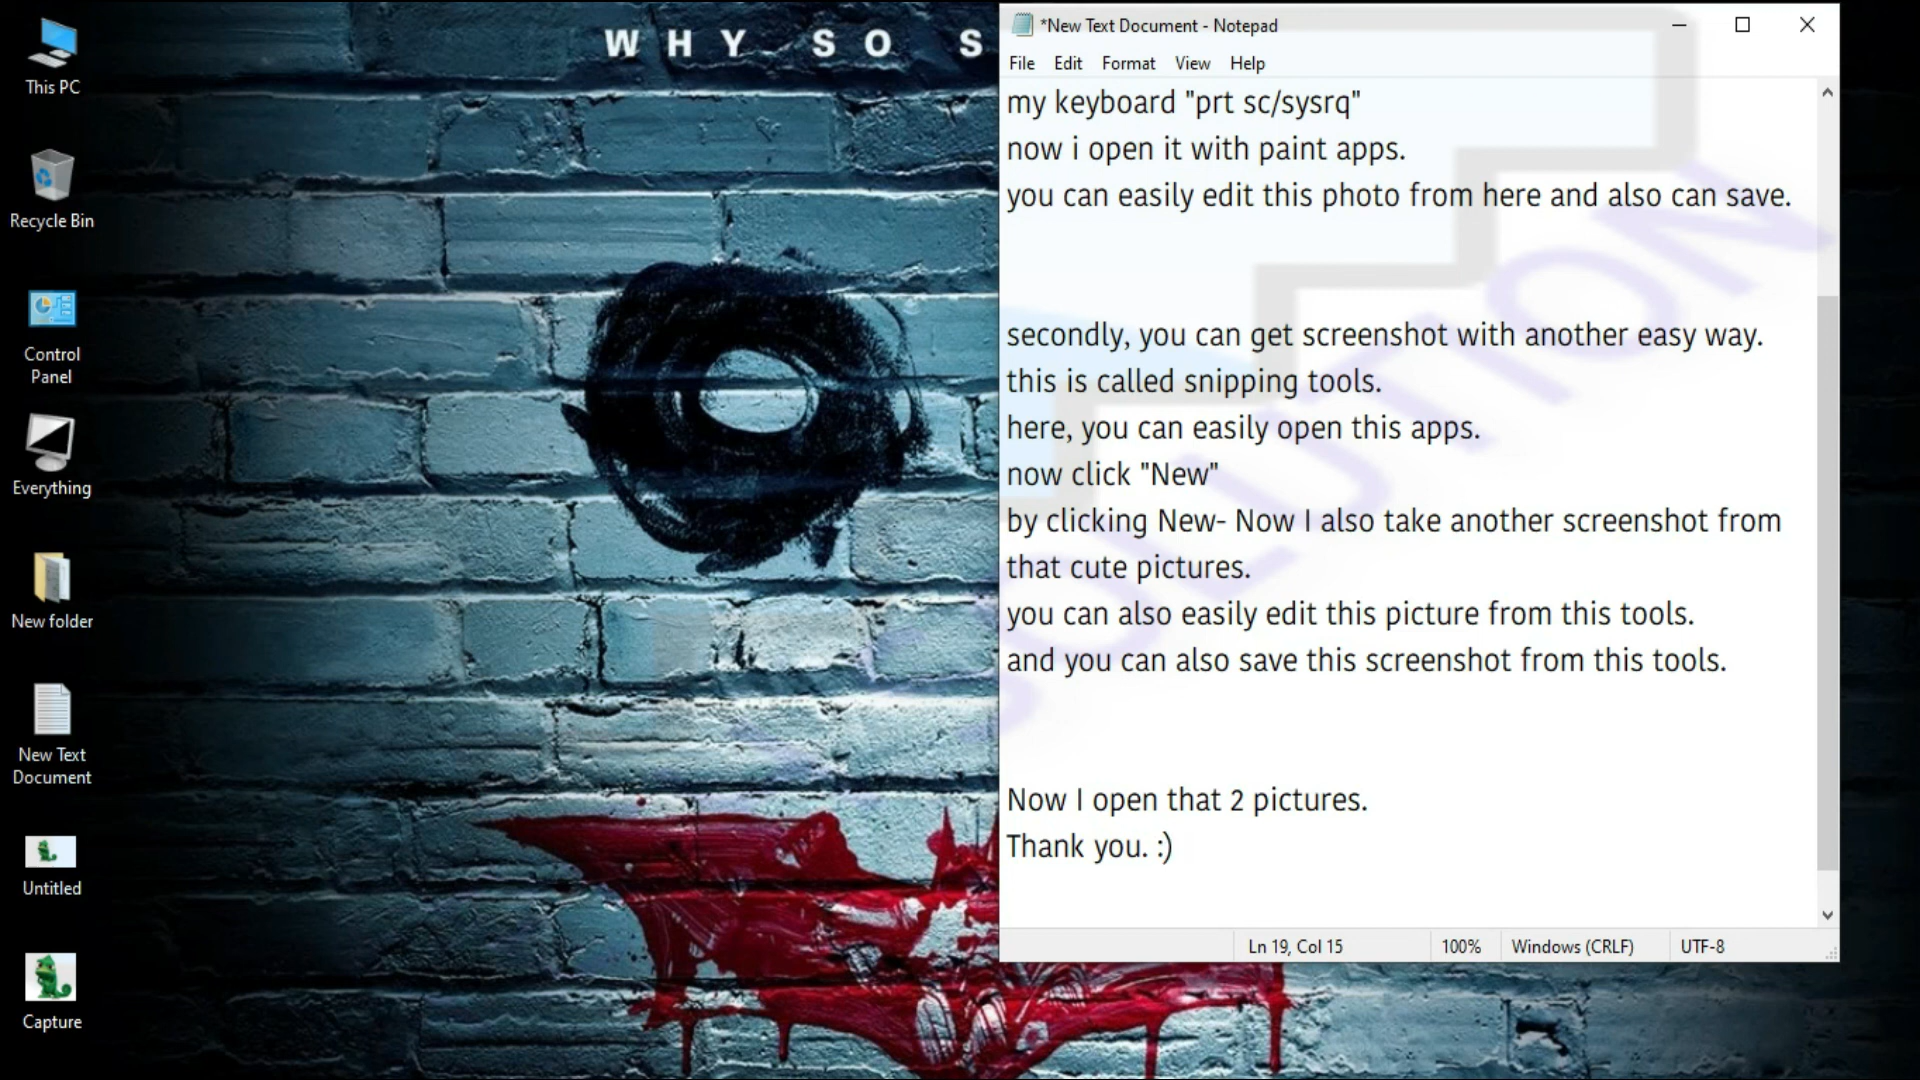 This PC
Recycle Bin
Control
Panel
Everything
New folder
New Text
Document
Untitled
Capture
WHY SO S
*New Text Document - Notepad
File Edit Format View Help
my keyboard "prt sc/sysrq"
now i open it with paint apps.
you can easily edit this photo from here and also can save.
secondly, you can get screenshot with another easy way.
this is called snipping tools.
here, you can easily open this apps.
now click "New"
by clicking New- Now I also take another screenshot from
that cute pictures.
you can also easily edit this picture from this tools.
and you can also save this screenshot from this tools.
Now I open that 2 pictures.
Thank you. :)
Ln 19, Col 15 100% Windows (CRLF) UTF-8
SOLUTION